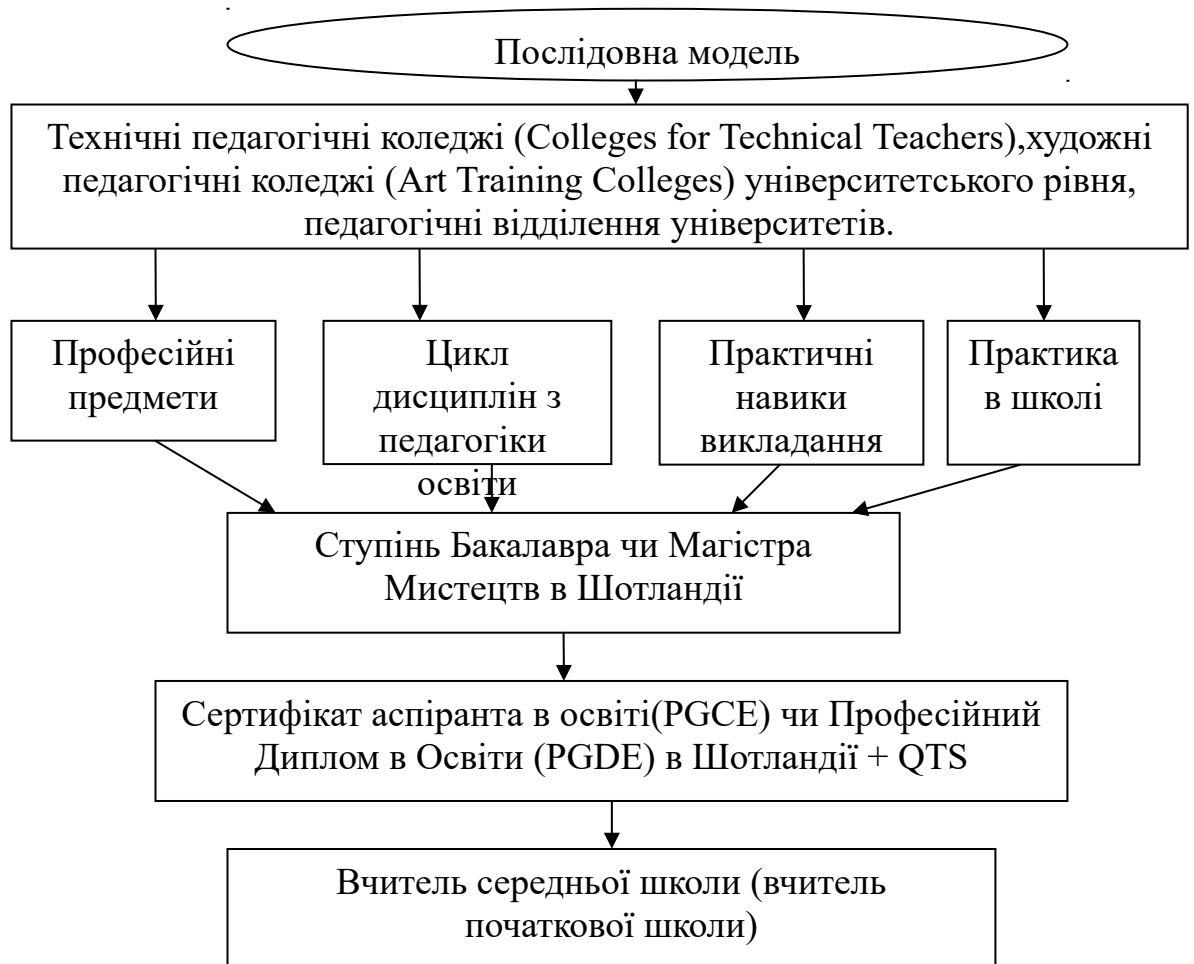 Послідовна модель
Технічні педагогічні коледжі (Colleges for Technical Teachers),художні
педагогічні коледжі (Art Training Colleges) університетського рівня,
педагогічні відділення університетів.
Професійні
предмети
Цикл
дисциплін з
педагогіки
освіти
Практичні
навики
викладання
Практика
в школі
Ступінь Бакалавра чи Магістра
Мистецтв в Шотландії
Сертифікат аспіранта в освіті(PGCE) чи Професійний
Диплом в Освіти (PGDE) в Шотландії + QTS
Вчитель середньої школи (вчитель
початкової школи)